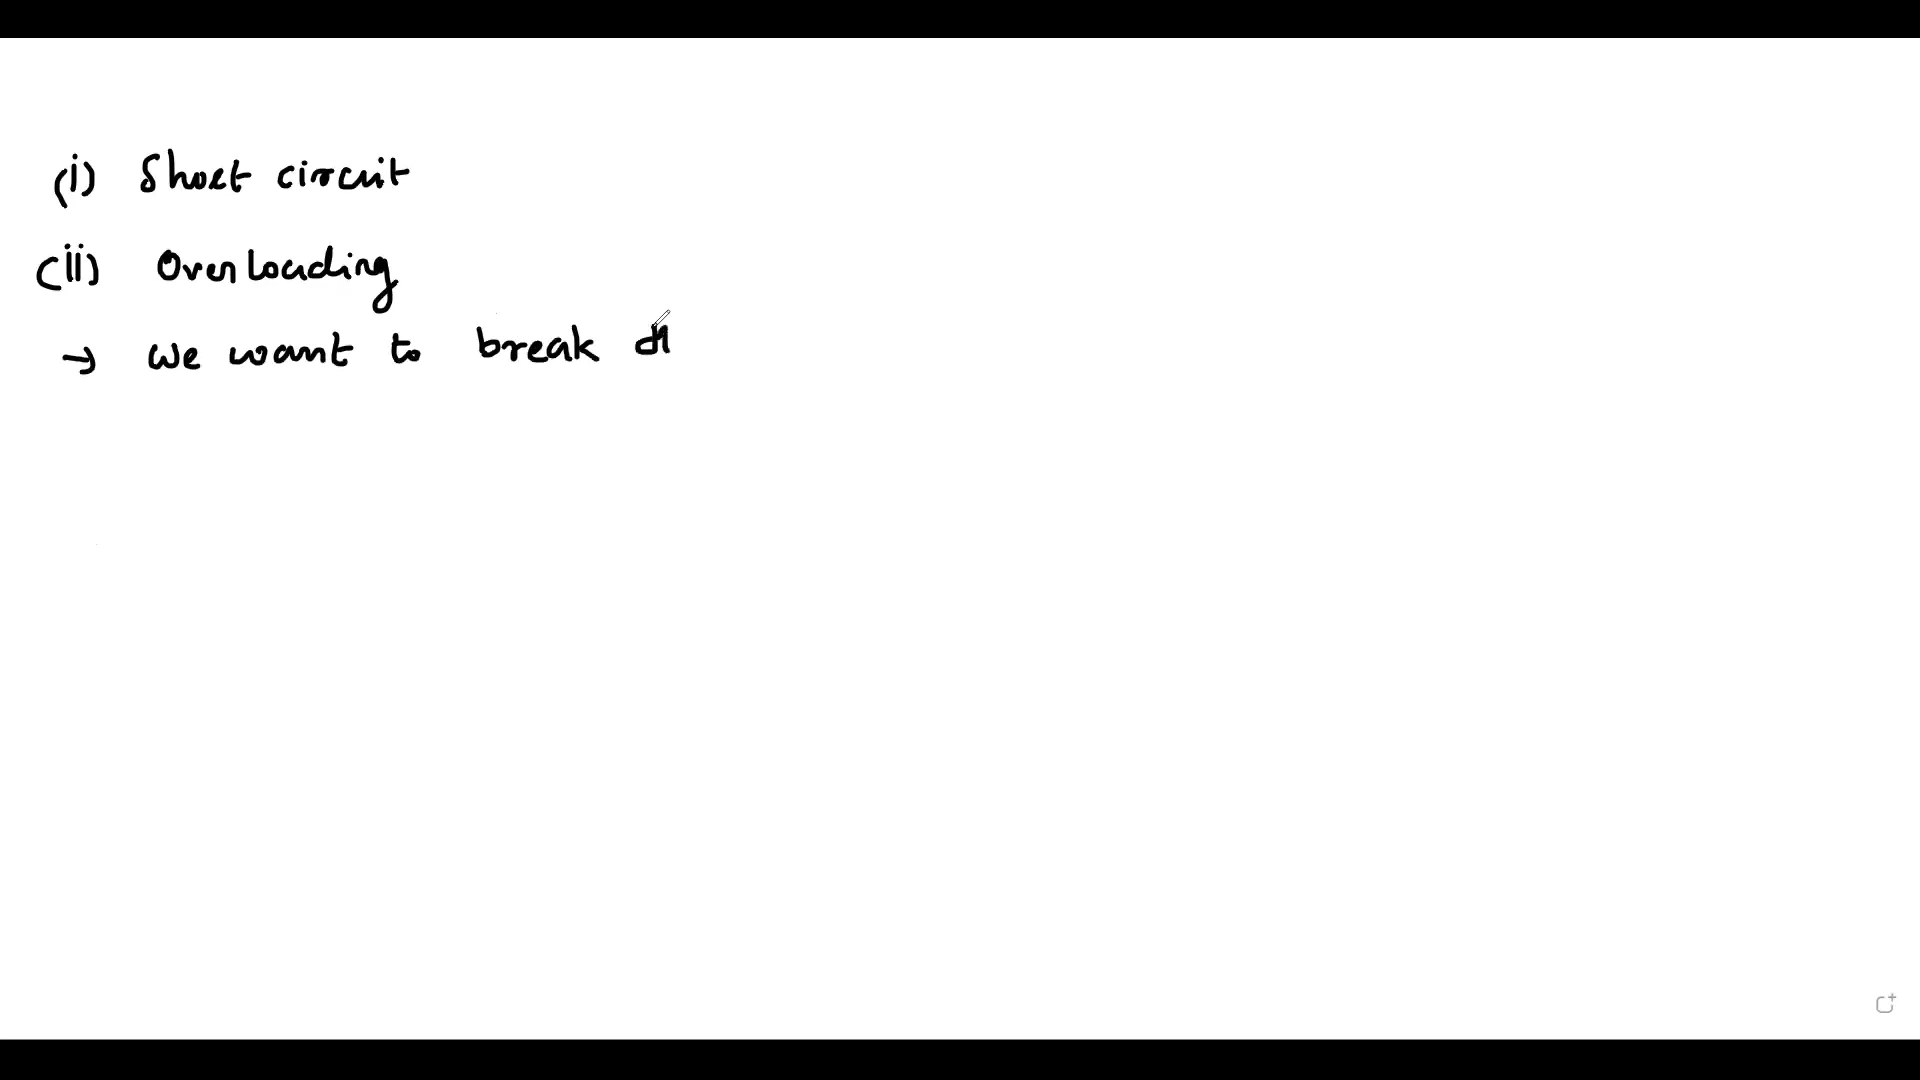 (i) Short circuit
(ii) Overloading
→ we want to break